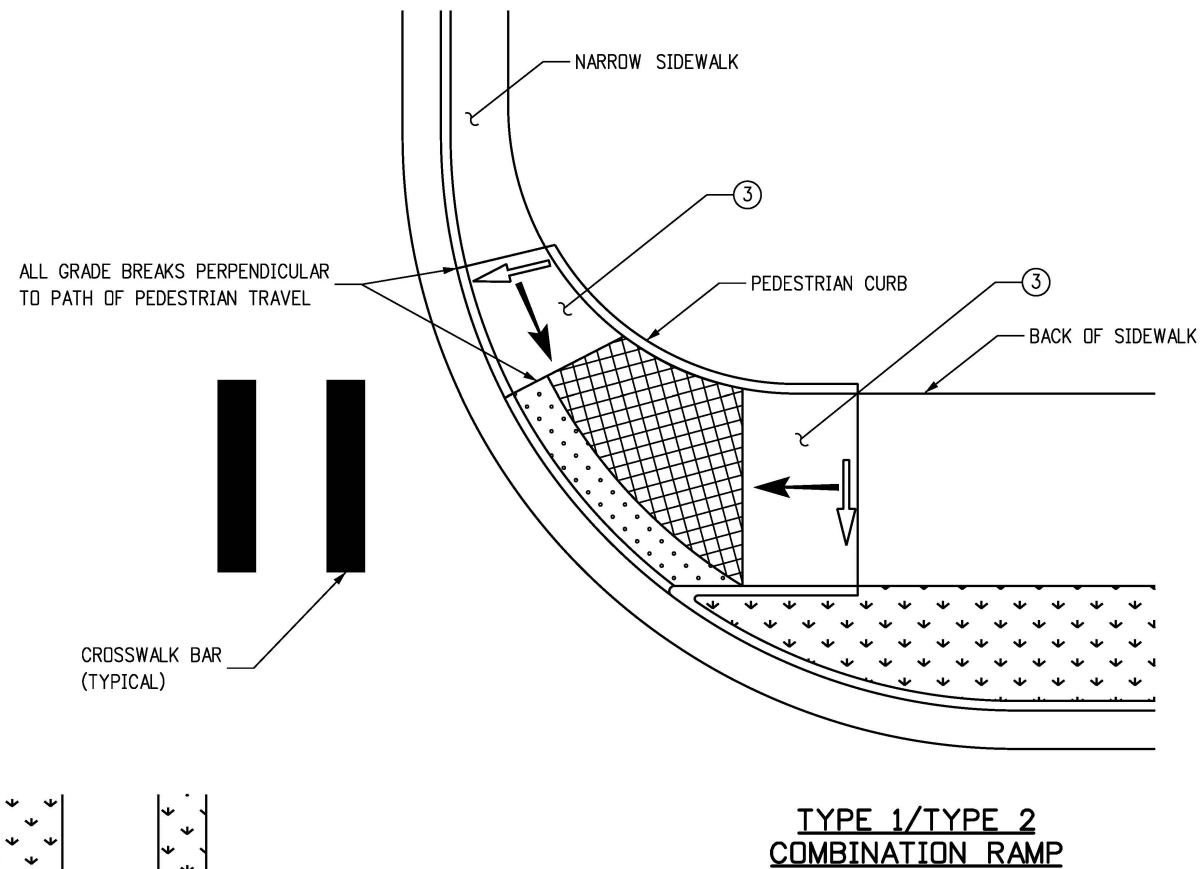 NARROW SIDEWALK
3
ALL GRADE BREAKS PERPENDICULAR
TO PATH OF PEDESTRIAN TRAVEL
PEDESTRIAN CURB
3
BACK OF SIDEWALK
CROSSWALK BAR
(TYPICAL)
TYPE 1/TYPE 2
COMBINATION RAMP